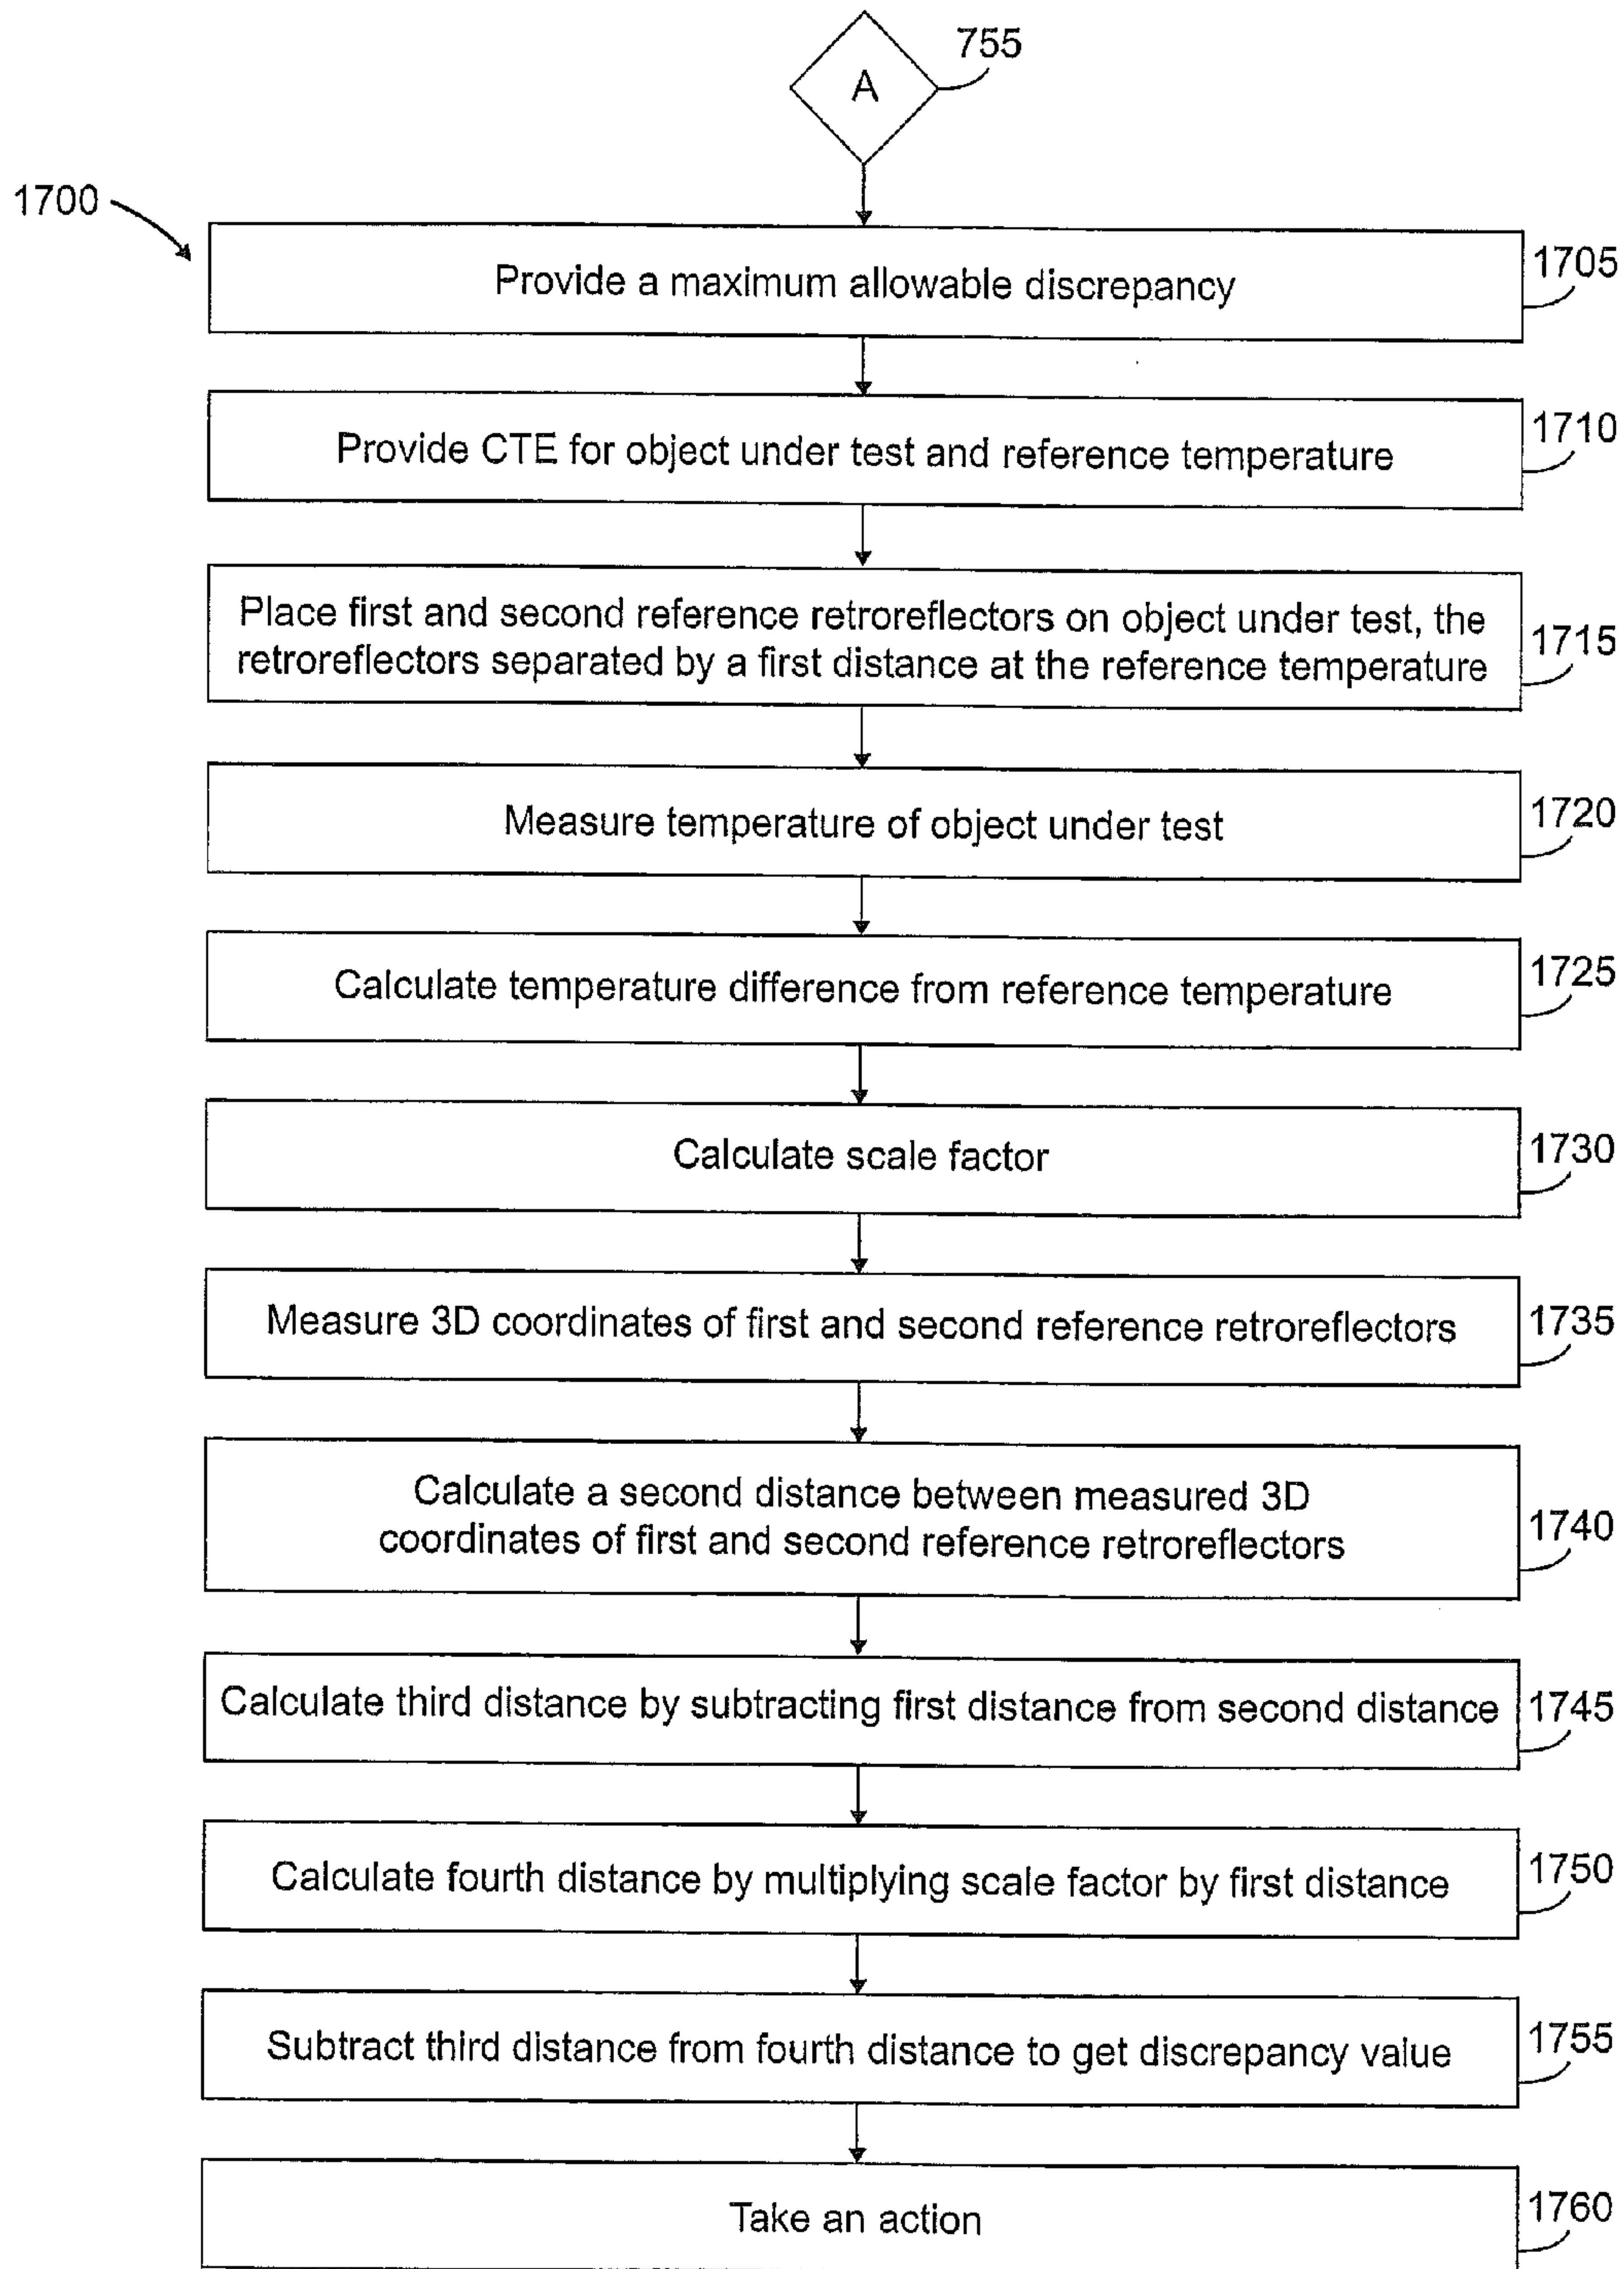 755
A
1700
Provide a maximum allowable discrepancy
1705
Provide CTE for object under test and reference temperature
1710
Place first and second reference retroreflectors on object under test, the
retroreflectors separated by a first distance at the reference temperature
1715
Measure temperature of object under test
1720
Calculate temperature difference from reference temperature
1725
Calculate scale factor
1730
Measure 3D coordinates of first and second reference retroreflectors
1735
Calculate a second distance between measured 3D
coordinates of first and second reference retroreflectors
1740
Calculate third distance by subtracting first distance from second distance
1745
Calculate fourth distance by multiplying scale factor by first distance
1750
Subtract third distance from fourth distance to get discrepancy value
1755
Take an action
1760